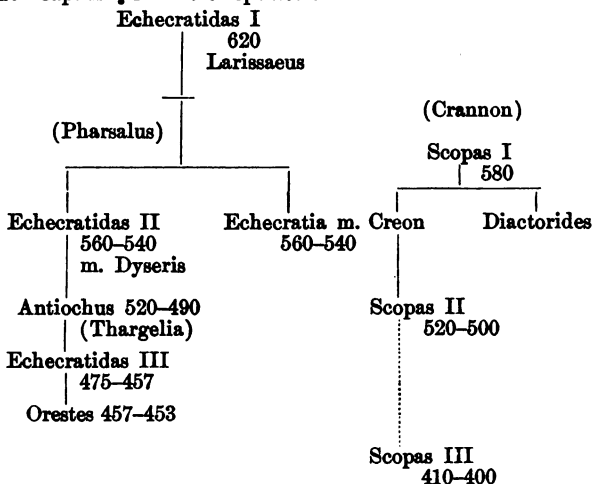 Echecratidas I
620
Larissaeus
(Pharsalus)
(Crannon)
Scopas I
580
Echecratidas II
560–540
m. Dyseris
Echecratia m. Creon
560–540
Diactorides
Antiochus 520–490
(Thargelia)
Scopas II
520–500
Echecratidas III
475–457
Orestes 457–453
Scopas III
410–400